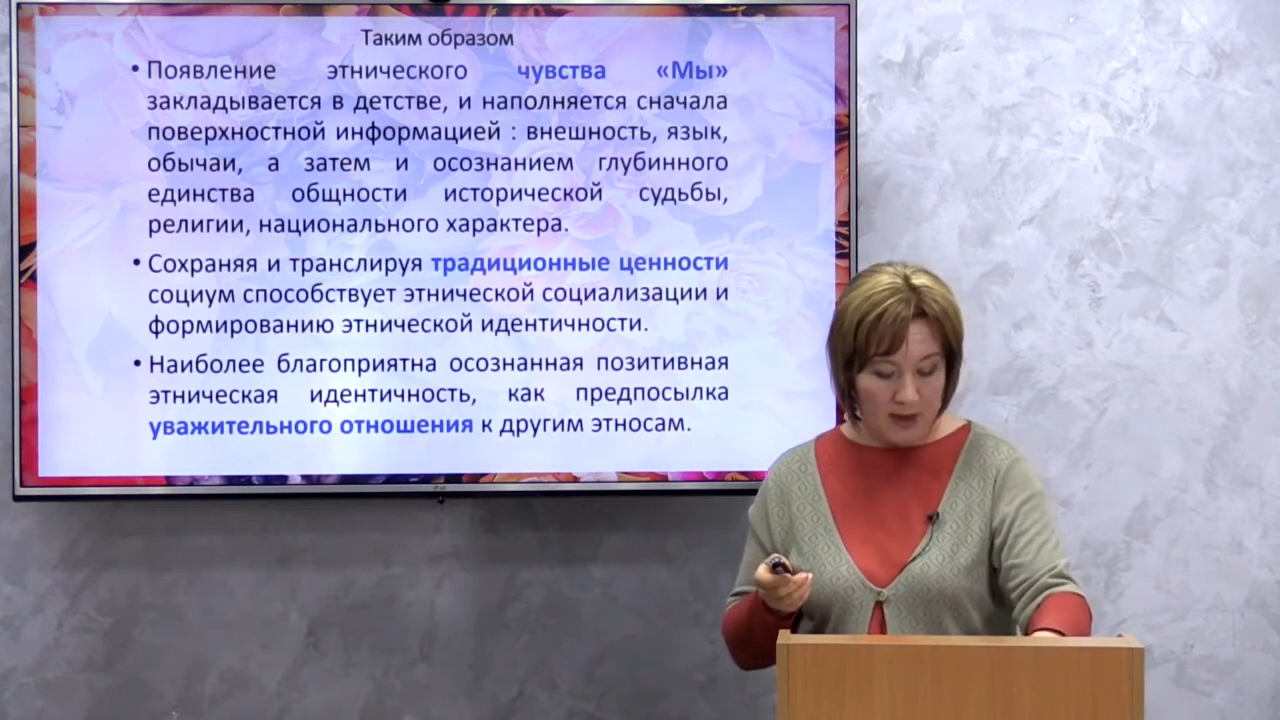 Таким образом
• Появление этнического чувства «Мы»
закладывается в детстве, и наполняется сначала
поверхностной информацией : внешность, язык,
обычаи, а затем и осознанием глубинного
единства общности исторической судьбы,
религии, национального характера.
• Сохраняя и транслируя традиционные ценности
социум способствует этнической социализации и
формированию этнической идентичности.
• Наиболее благоприятна осознанная позитивная
этническая идентичность, как предпосылка
уважительного отношения к другим этносам.
LG